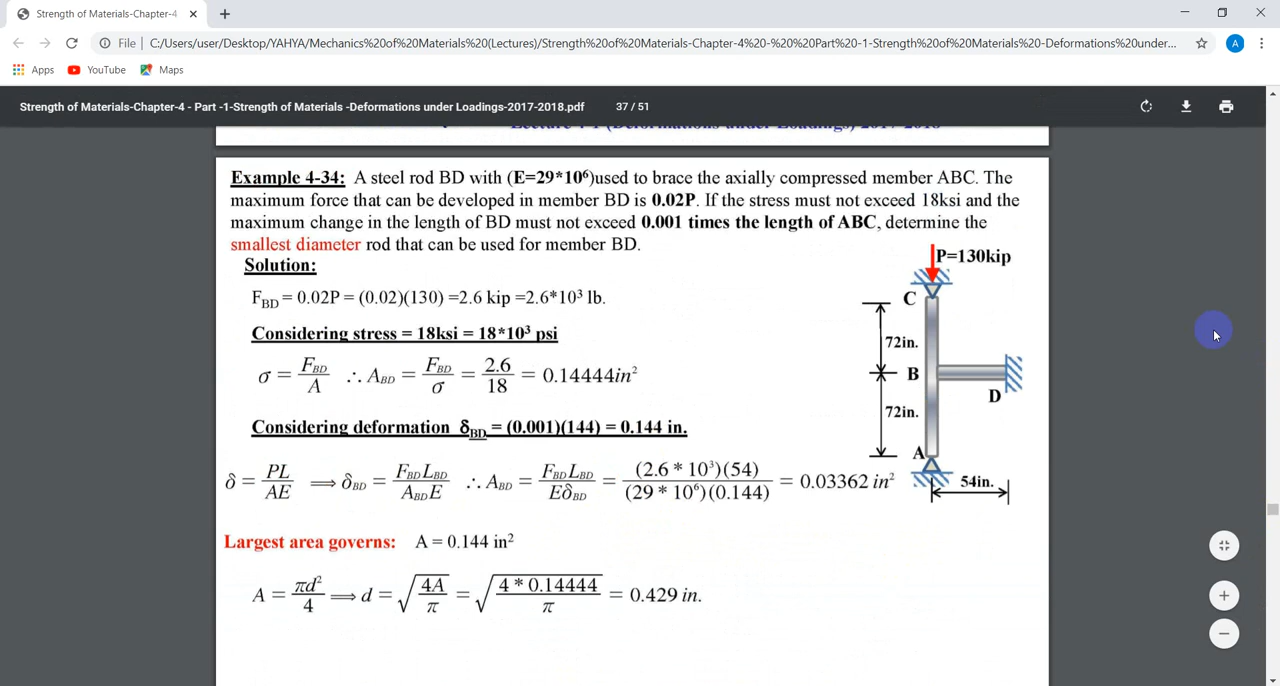 Strength of Materials-Chapter-4
File | C:/Users/user/Desktop/YAHYA/Mechanics%20of%20Materials%20(Lectures)/Strength%20of%20Materials-Chapter-4%20-%20%20Part%20-1-Strength%20of%20Materials%20-Deformations%20under...
A
Apps YouTube Maps
Strength of Materials-Chapter-4 - Part -1-Strength of Materials -Deformations under Loadings-2017-2018.pdf 37 / 51
Example 4-34: A steel rod BD with (E=29*10⁶)used to brace the axially compressed member ABC. The
maximum force that can be developed in member BD is 0.02P. If the stress must not exceed 18ksi and the
maximum change in the length of BD must not exceed 0.001 times the length of ABC, determine the
smallest diameter rod that can be used for member BD.
Solution:
P=130kip
F_BD = 0.02P = (0.02)(130) =2.6 kip =2.6*10³ lb.
C
Considering stress = 18ksi = 18*10³ psi
72in.
σ = F_BD / A ∴ A_BD = F_BD / σ = 2.6 / 18 = 0.14444in²
B
D
72in.
Considering deformation δ_BD = (0.001)(144) = 0.144 in.
A
δ = PL / AE ⟹ δ_BD = F_BD L_BD / A_BD E ∴ A_BD = F_BD L_BD / Eδ_BD = (2.6 * 10³)(54) / (29 * 10⁶)(0.144) = 0.03362 in²
54in.
Largest area governs: A = 0.144 in²
A = πd² / 4 ⟹ d = √(4A / π) = √(4 * 0.14444 / π) = 0.429 in.